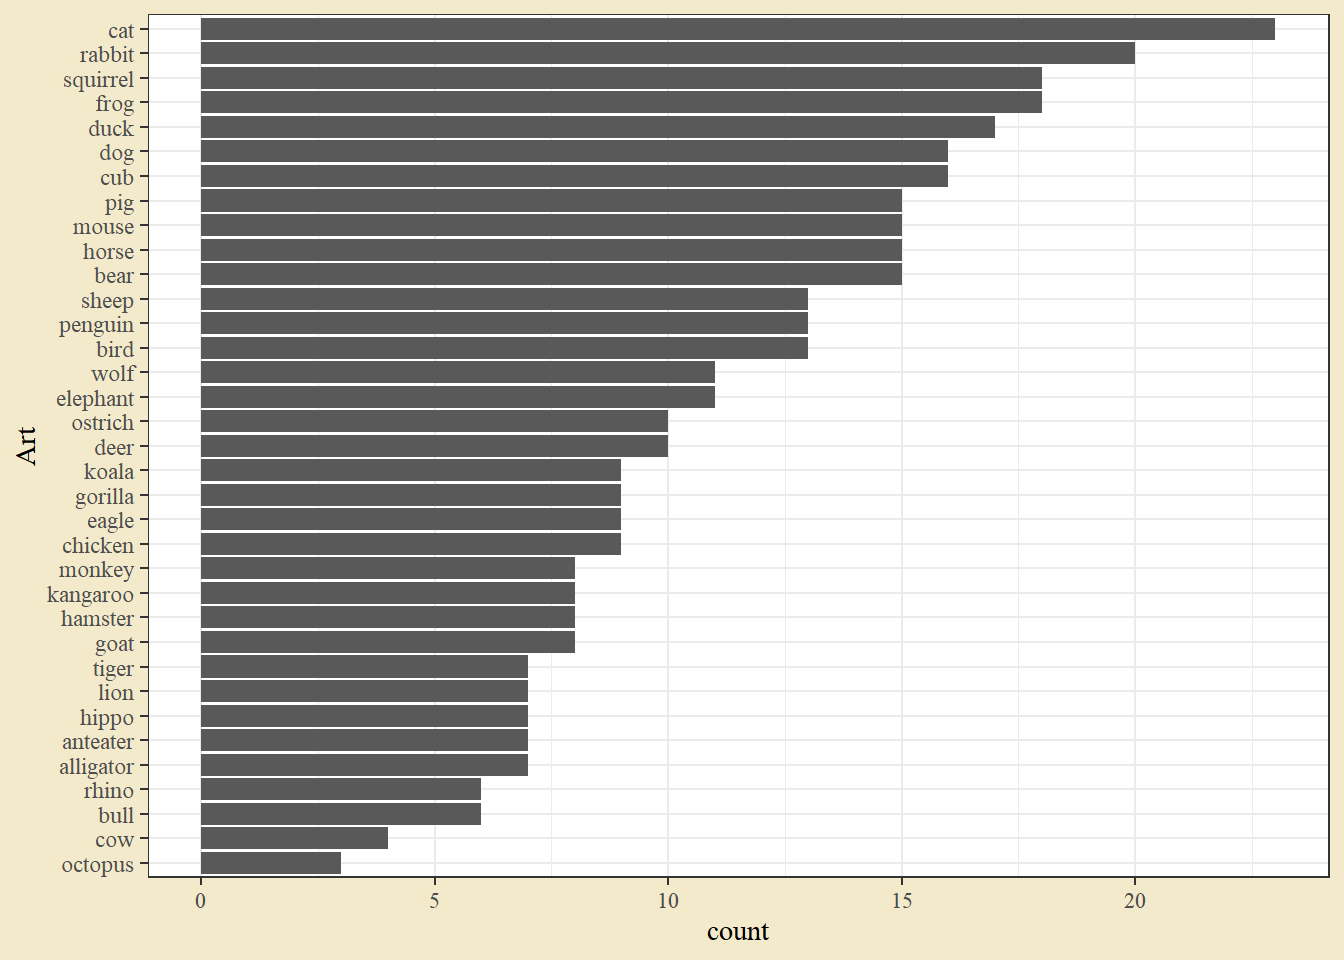 cat
rabbit
squirrel
frog
duck
dog
cub
pig
mouse
horse
bear
sheep
penguin
bird
wolf
elephant
ostrich
deer
koala
gorilla
eagle
chicken
monkey
kangaroo
hamster
goat
tiger
lion
hippo
anteater
alligator
rhino
bull
cow
octopus
Art
0 5 10 15 20
count